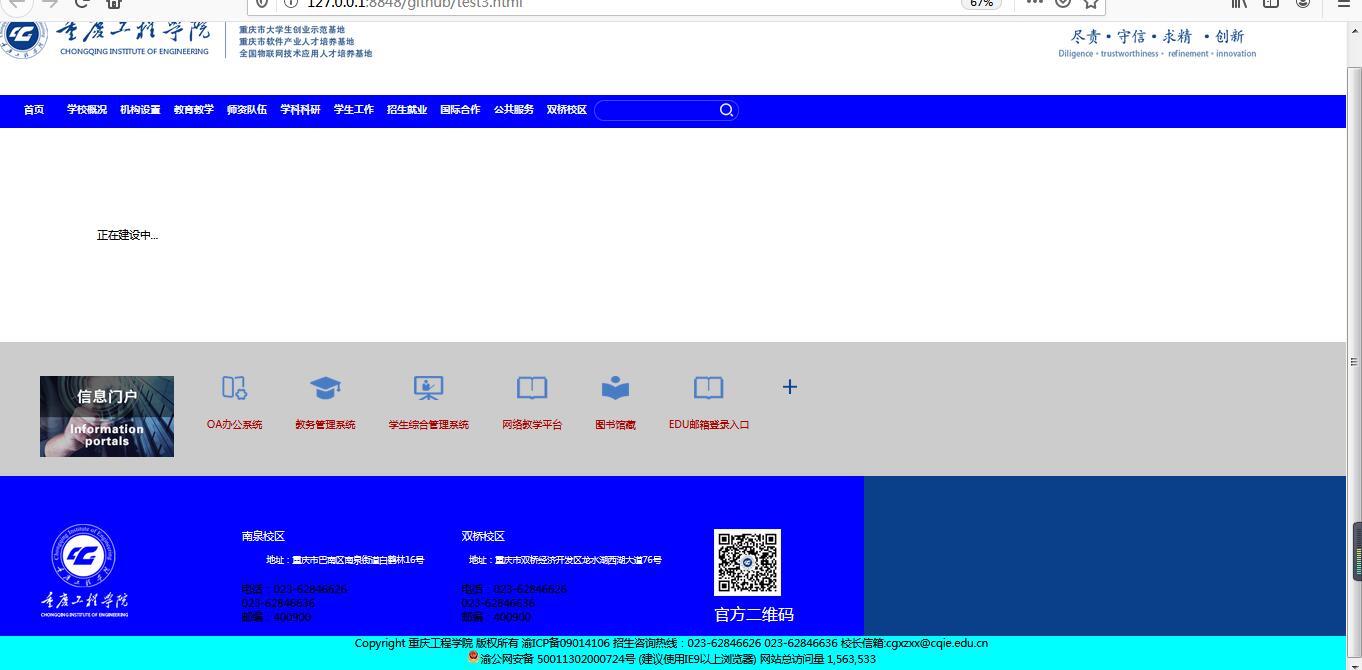 127.0.0.1:8848/github/test3.html
67%
重庆工程学院
CHONGQING INSTITUTE OF ENGINEERING
重庆市大学生创业示范基地
重庆市软件产业人才培养基地
全国物联网技术应用人才培养基地
尽责·守信·求精 ·创新
Diligence · trustworthiness · refinement · innovation
首页 学校概况 机构设置 教育教学 师资队伍 学科科研 学生工作 招生就业 国际合作 公共服务 双桥校区
正在建设中...
信息门户
Information
portals
OA办公系统 教务管理系统 学生综合管理系统 网络教学平台 图书馆藏 EDU邮箱登录入口
重庆工程学院
CHONGQING INSTITUTE OF ENGINEERING
南泉校区
地址：重庆市巴南区南泉街道白鹤林16号
电话：023-62846626
023-62846636
邮编：400900
双桥校区
地址：重庆市双桥经济开发区龙水湖西湖大道76号
电话：023-62846626
023-62846636
邮编：400900
官方二维码
Copyright 重庆工程学院 版权所有 渝ICP备09014106 招生咨询热线：023-62846626 023-62846636 校长信箱:cgxzxx@cqie.edu.cn
渝公网安备 50011302000724号 (建议使用IE9以上浏览器) 网站总访问量 1,563,533